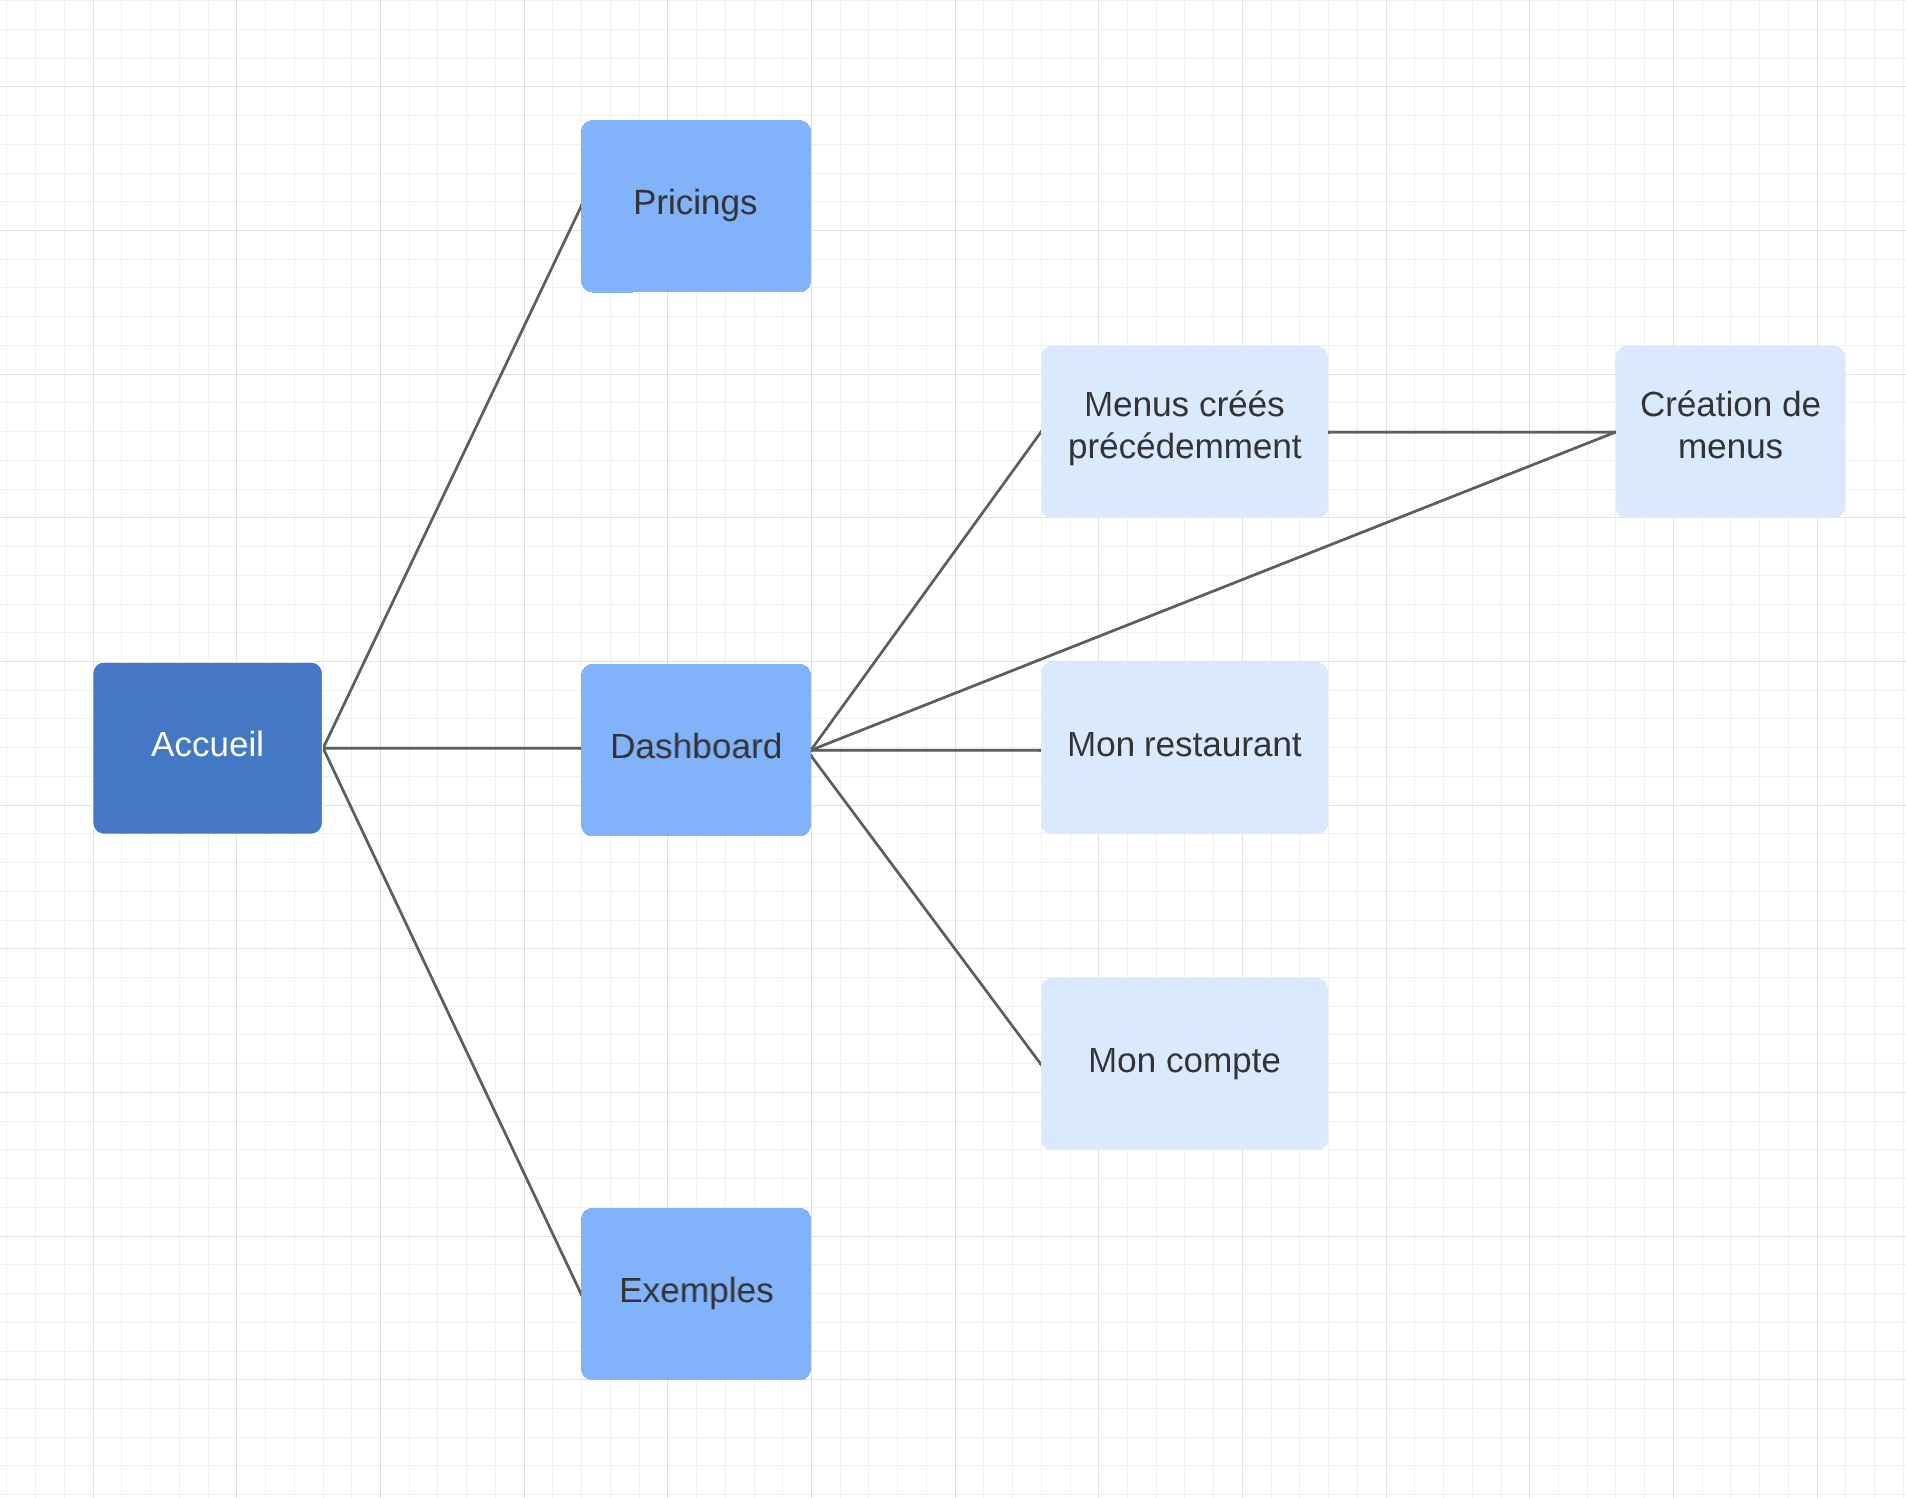 Pricings
Menus créés
précédemment
Création de
menus
Accueil
Dashboard
Mon restaurant
Mon compte
Exemples